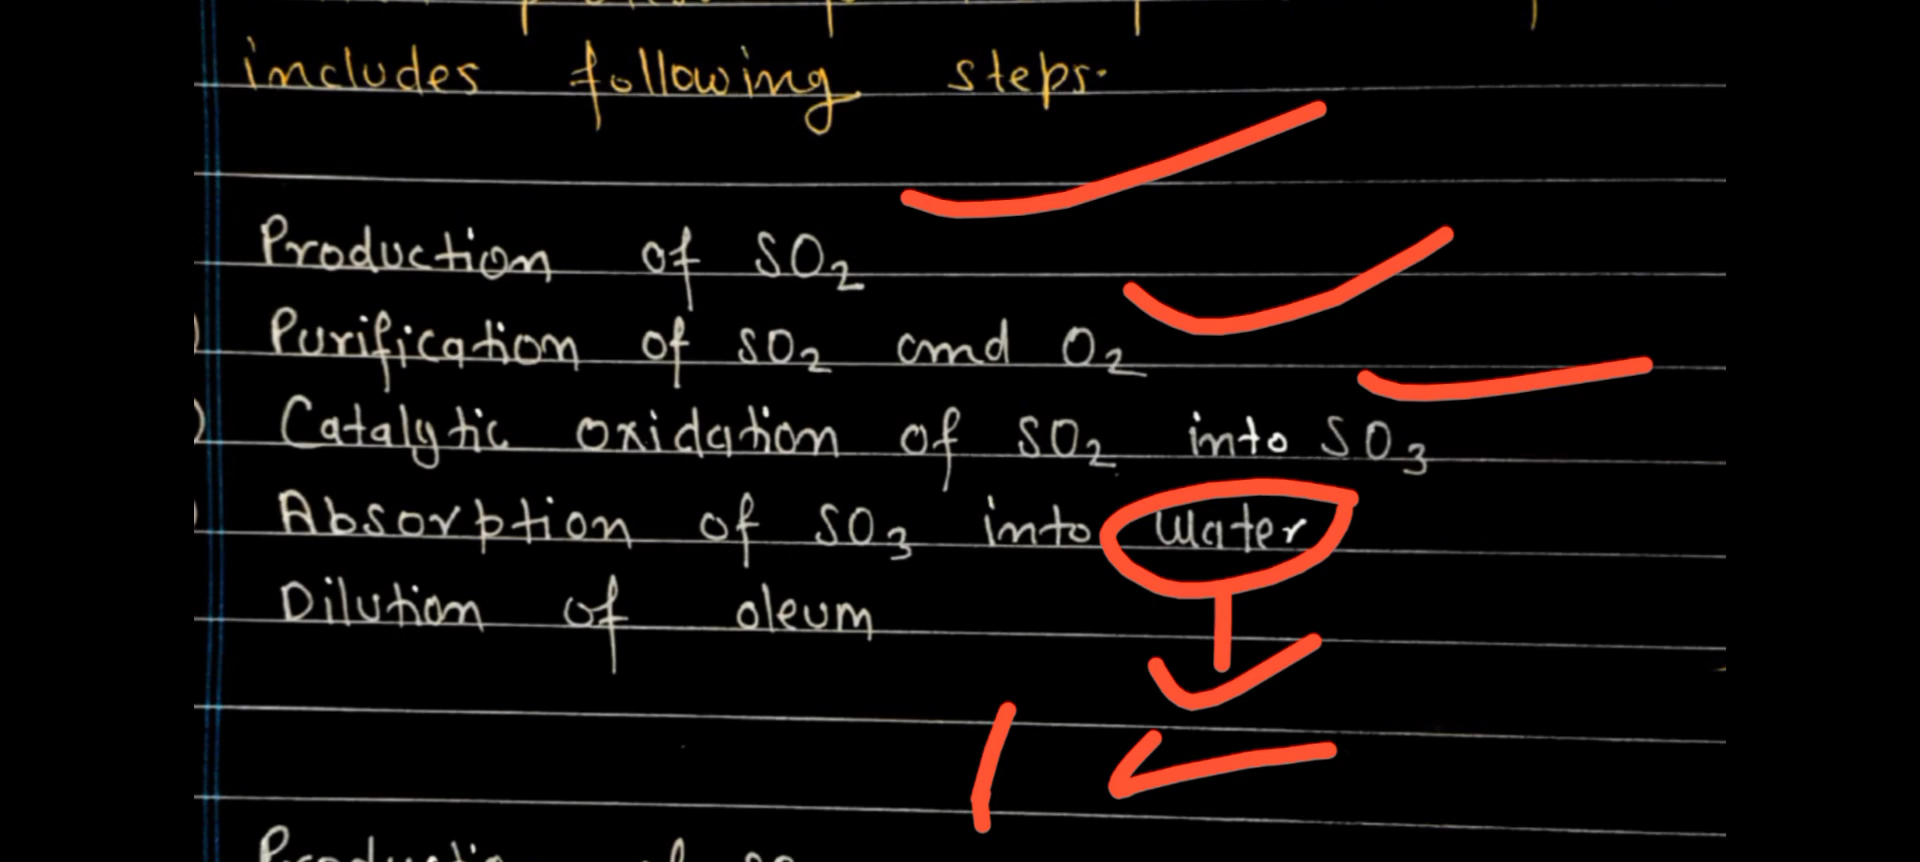 includes following steps.
Production of SO2
) Purification of SO2 and O2
) Catalytic oxidation of SO2 into SO3
) Absorption of SO3 into Water
Dilution of oleum